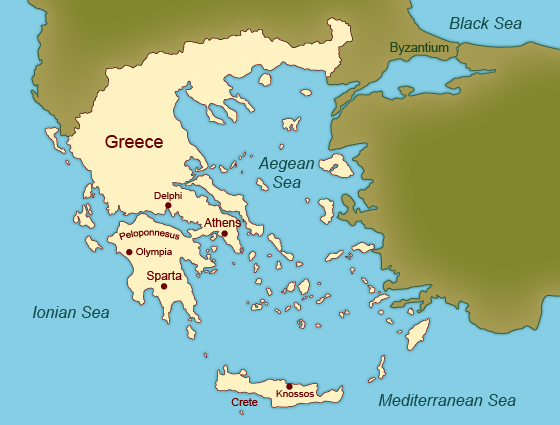 Black Sea
Byzantium
Greece
Aegean
Sea
Delphi
Athens
Peloponnesus
Olympia
Sparta
Ionian Sea
Knossos
Crete
Mediterranean Sea